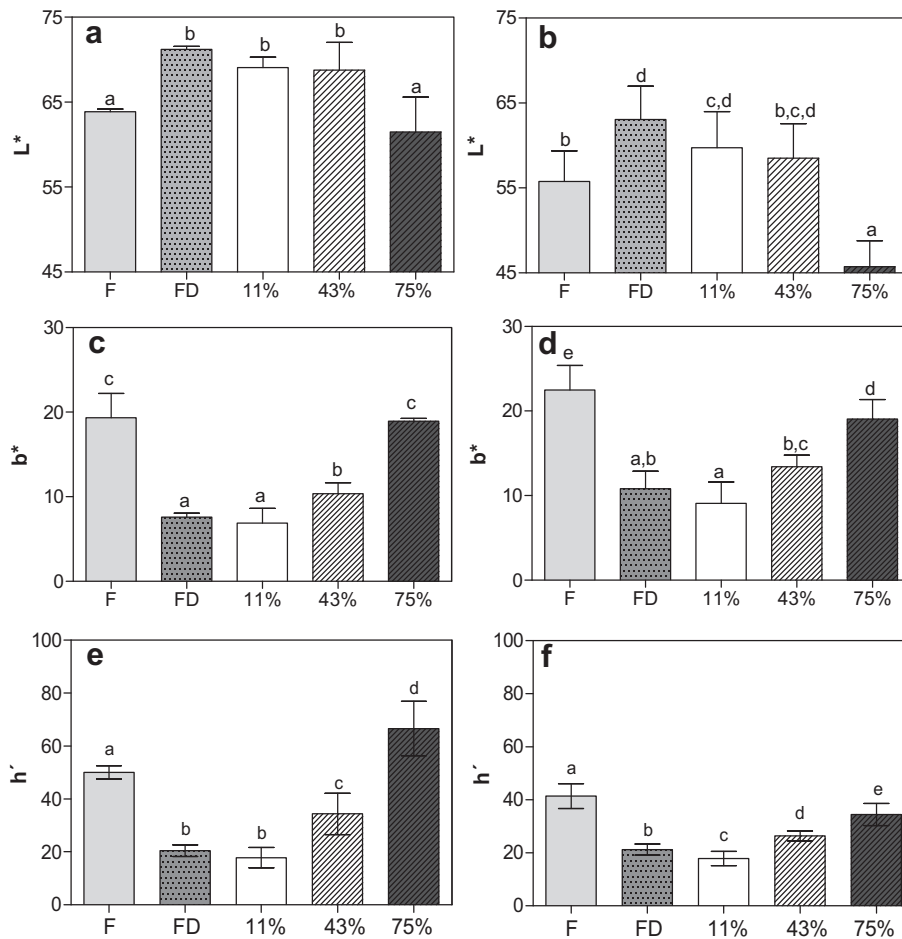 a
75
65
55
45
L*
a
b
b
b
a
F
FD
11%
43%
75%
b
75
65
55
45
L*
b
d
c,d
b,c,d
a
F
FD
11%
43%
75%
c
30
20
10
0
b*
c
a
a
b
c
F
FD
11%
43%
75%
d
30
20
10
0
b*
e
a,b
a
b,c
d
F
FD
11%
43%
75%
e
100
80
60
40
20
0
h´
a
b
b
c
d
F
FD
11%
43%
75%
f
100
80
60
40
20
0
h´
a
b
c
d
e
F
FD
11%
43%
75%